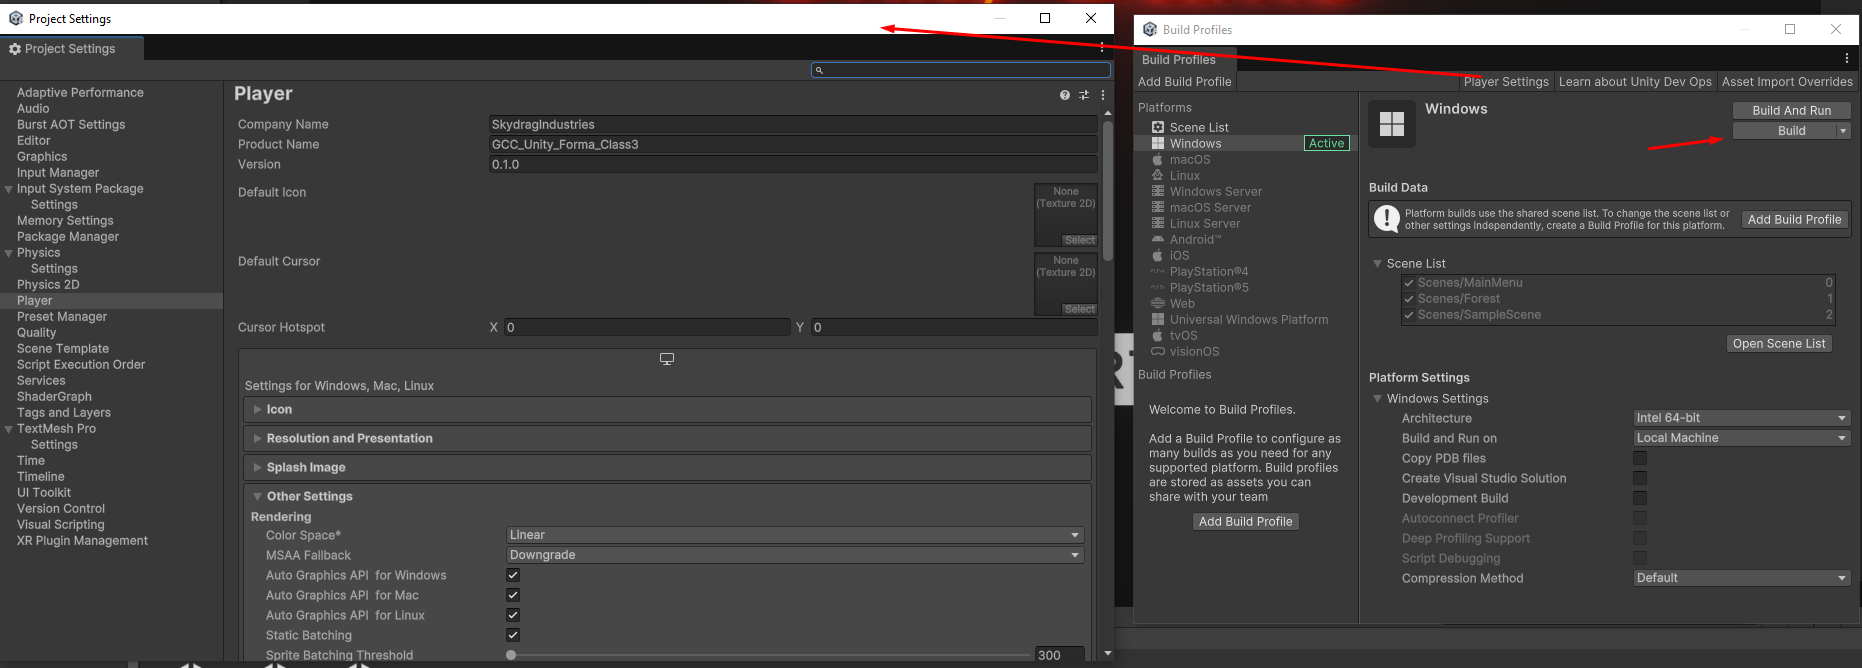 Project Settings
Project Settings
Adaptive Performance
Audio
Burst AOT Settings
Editor
Graphics
Input Manager
Input System Package
Settings
Memory Settings
Package Manager
Physics
Settings
Physics 2D
Player
Preset Manager
Quality
Scene Template
Script Execution Order
Services
ShaderGraph
Tags and Layers
TextMesh Pro
Settings
Time
Timeline
UI Toolkit
Version Control
Visual Scripting
XR Plugin Management
Player
Company Name SkydragIndustries
Product Name GCC_Unity_Forma_Class3
Version 0.1.0
Default Icon
None
(Texture 2D)
Select
Default Cursor
None
(Texture 2D)
Select
Cursor Hotspot X 0 Y 0
Settings for Windows, Mac, Linux
Icon
Resolution and Presentation
Splash Image
Other Settings
Rendering
Color Space* Linear
MSAA Fallback Downgrade
Auto Graphics API for Windows
Auto Graphics API for Mac
Auto Graphics API for Linux
Static Batching
Sprite Batching Threshold 300
Build Profiles
Build Profiles
Add Build Profile Player Settings Learn about Unity Dev Ops Asset Import Overrides
Platforms
Scene List
Windows Active
macOS
Linux
Windows Server
macOS Server
Linux Server
Android™
iOS
PlayStation®4
PlayStation®5
Web
Universal Windows Platform
tvOS
visionOS
Build Profiles
Welcome to Build Profiles.
Add a Build Profile to configure as
many builds as you need for any
supported platform. Build profiles
are stored as assets you can
share with your team
Add Build Profile
Windows
Build And Run
Build
Build Data
Platform builds use the shared scene list. To change the scene list or
other settings independently, create a Build Profile for this platform.
Add Build Profile
Scene List
Scenes/MainMenu 0
Scenes/Forest 1
Scenes/SampleScene 2
Open Scene List
Platform Settings
Windows Settings
Architecture Intel 64-bit
Build and Run on Local Machine
Copy PDB files
Create Visual Studio Solution
Development Build
Autoconnect Profiler
Deep Profiling Support
Script Debugging
Compression Method Default